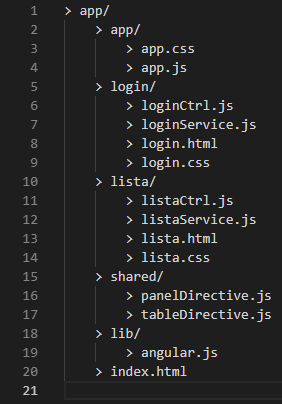 1 > app/
2 > app/
3 > app.css
4 > app.js
5 > login/
6 > loginCtrl.js
7 > loginService.js
8 > login.html
9 > login.css
10 > lista/
11 > listaCtrl.js
12 > listaService.js
13 > lista.html
14 > lista.css
15 > shared/
16 > panelDirective.js
17 > tableDirective.js
18 > lib/
19 > angular.js
20 > index.html
21